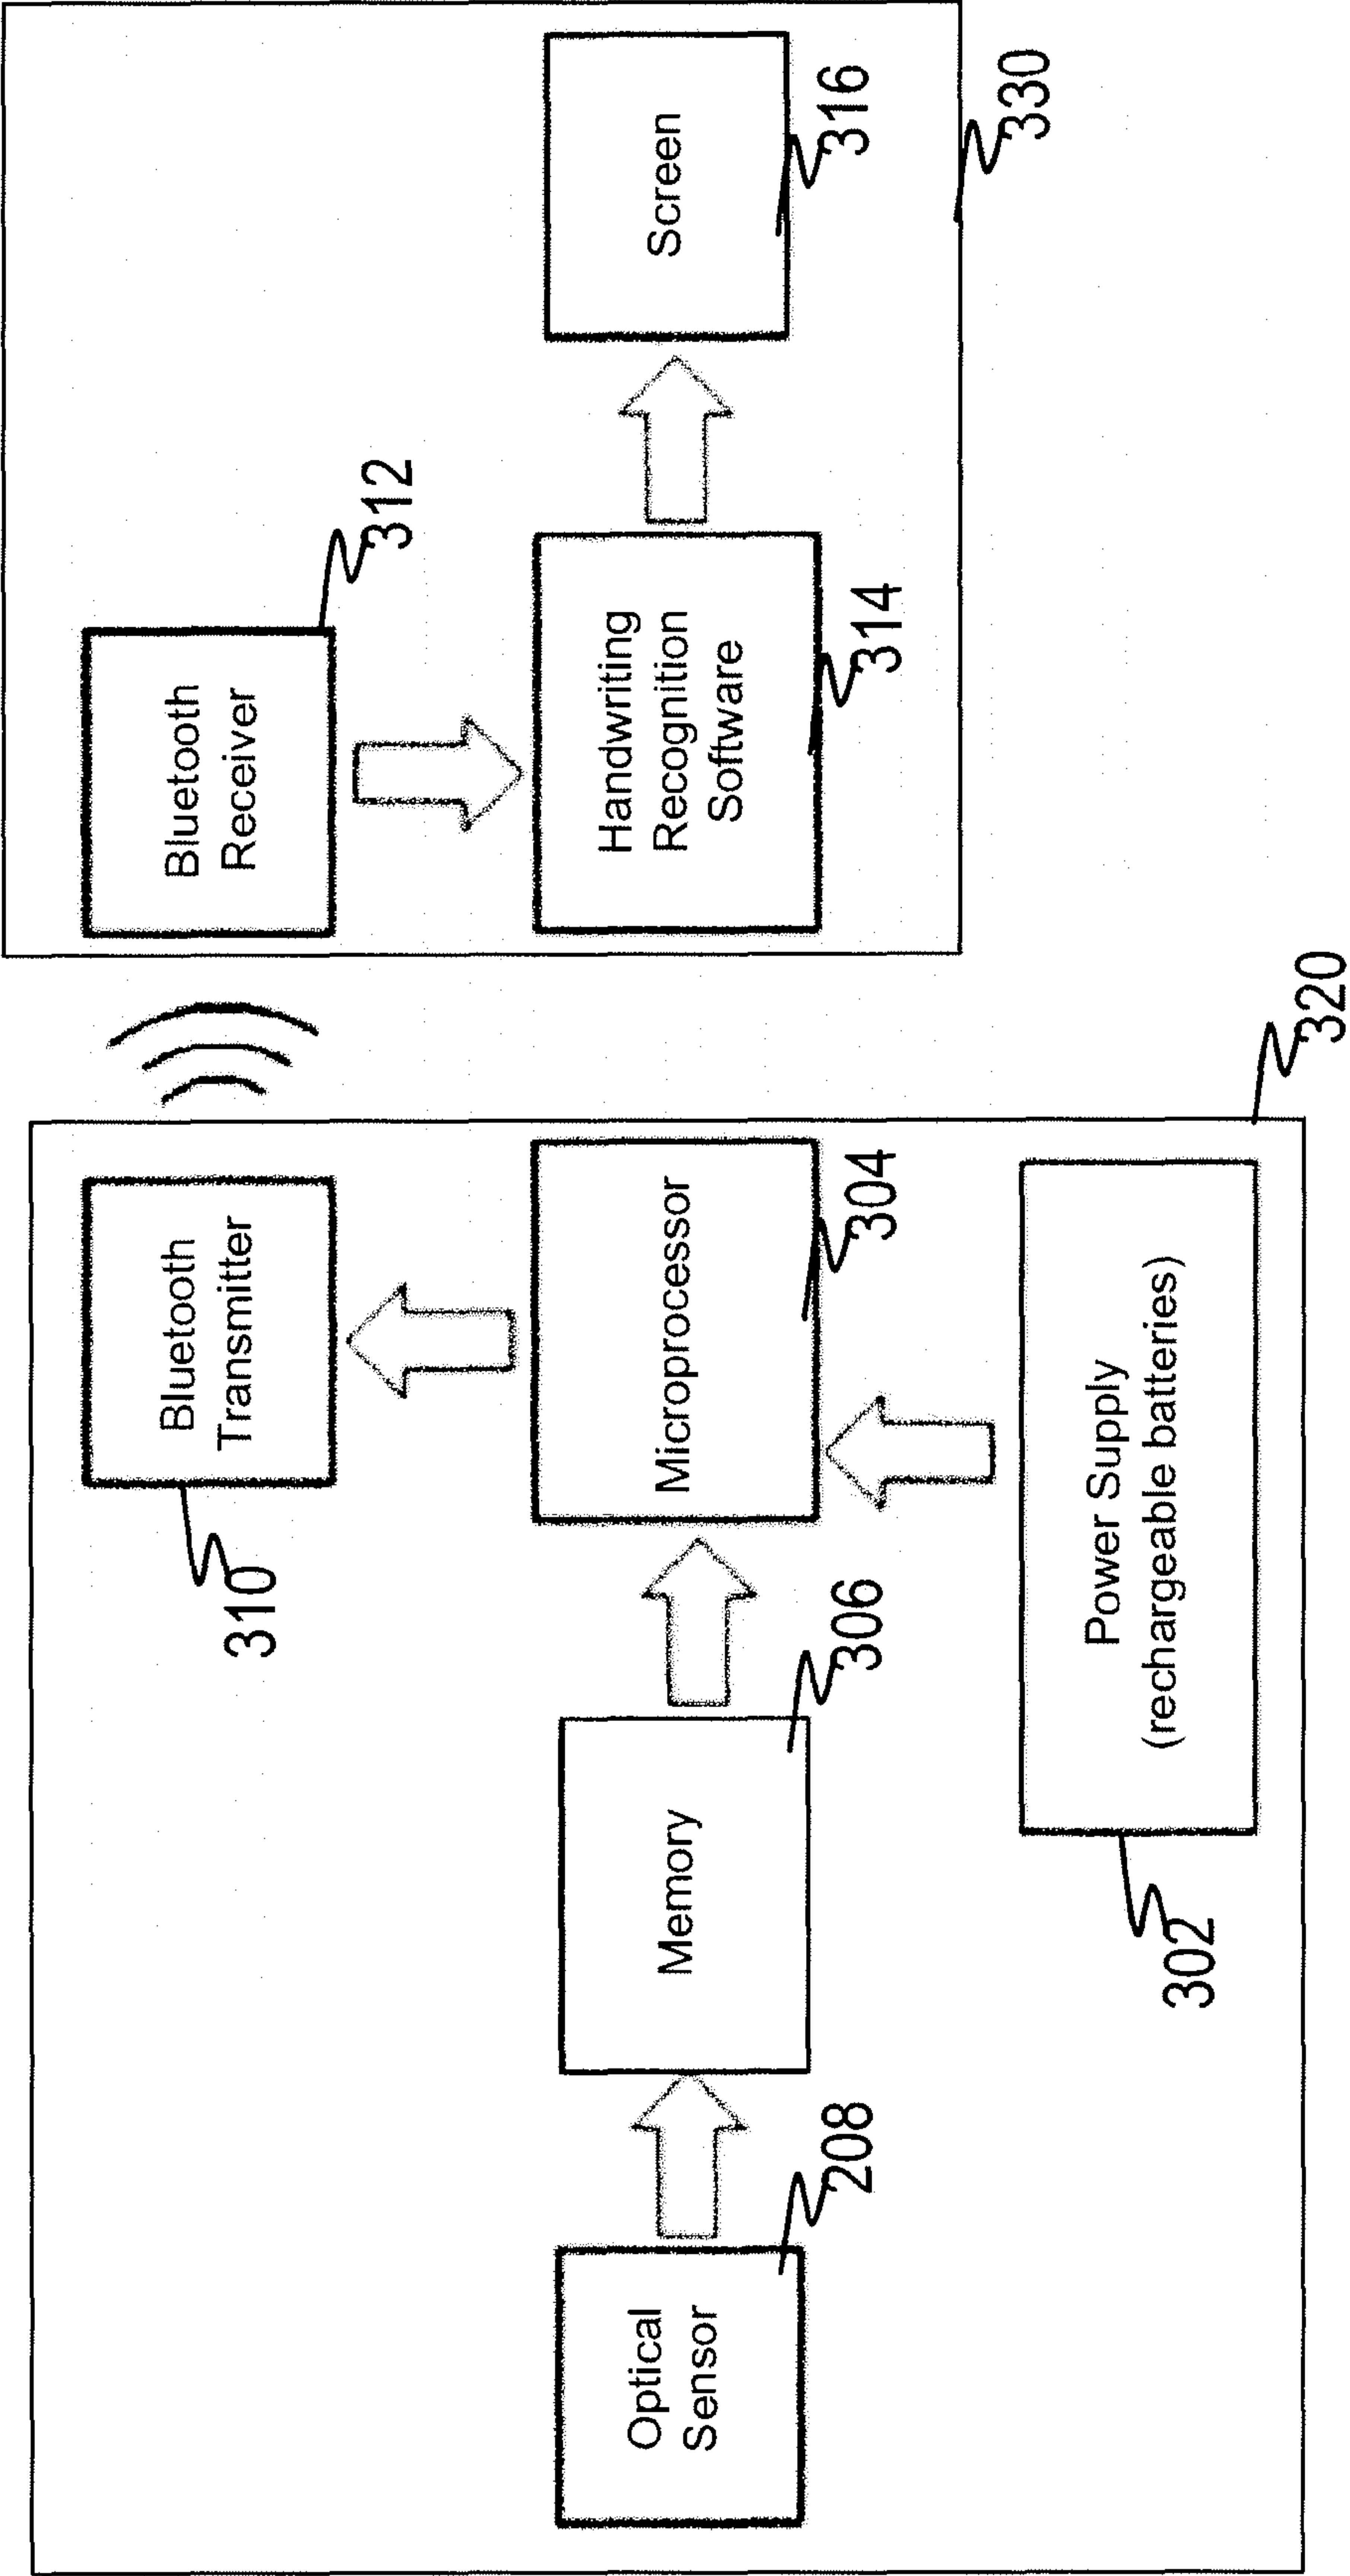 Bluetooth
Transmitter
310
Bluetooth
Receiver
312
Optical
Sensor
208
Memory
306
Microprocessor
304
Handwriting
Recognition
Software
314
Screen
316
330
Power Supply
(rechargeable batteries)
302
320